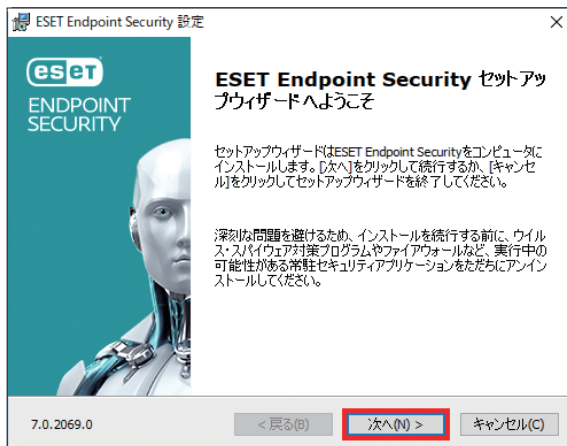 ESET Endpoint Security 設定
eset
ENDPOINT
SECURITY
ESET Endpoint Security セットアッ
プウィザードへようこそ
セットアップウィザードはESET Endpoint Securityをコンピュータに
インストールします。[次へ]をクリックして続行するか、[キャンセ
ル]をクリックしてセットアップウィザードを終了してください。
深刻な問題を避けるため、インストールを続行する前に、ウイル
ス・スパイウェア対策プログラムやファイアウォールなど、実行中の
可能性がある常駐セキュリティアプリケーションをただちにアンイン
ストールしてください。
7.0.2069.0
< 戻る(B)
次へ(N) >
キャンセル(C)